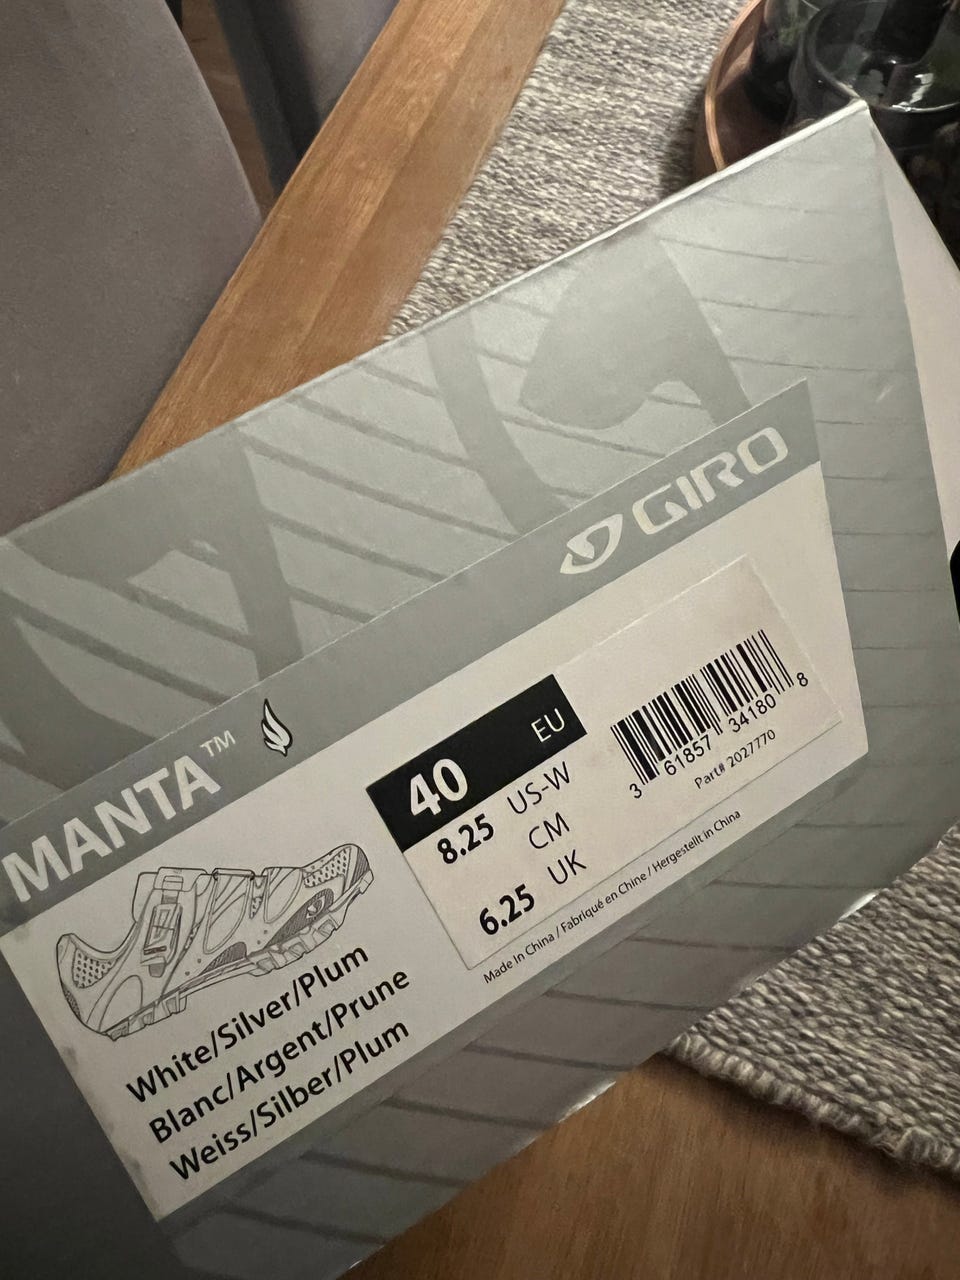 GIRO
MANTA™
40 EU
8.25 US-W
CM
6.25 UK
3 61857 34180 8
Part# 2027770
Made In China / Fabriqué en Chine / Hergestellt in China
White/Silver/Plum
Blanc/Argent/Prune
Weiss/Silber/Plum